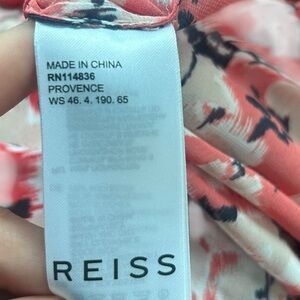 MADE IN CHINA
RN114836
PROVENCE
WS 46. 4. 190. 65
REISS